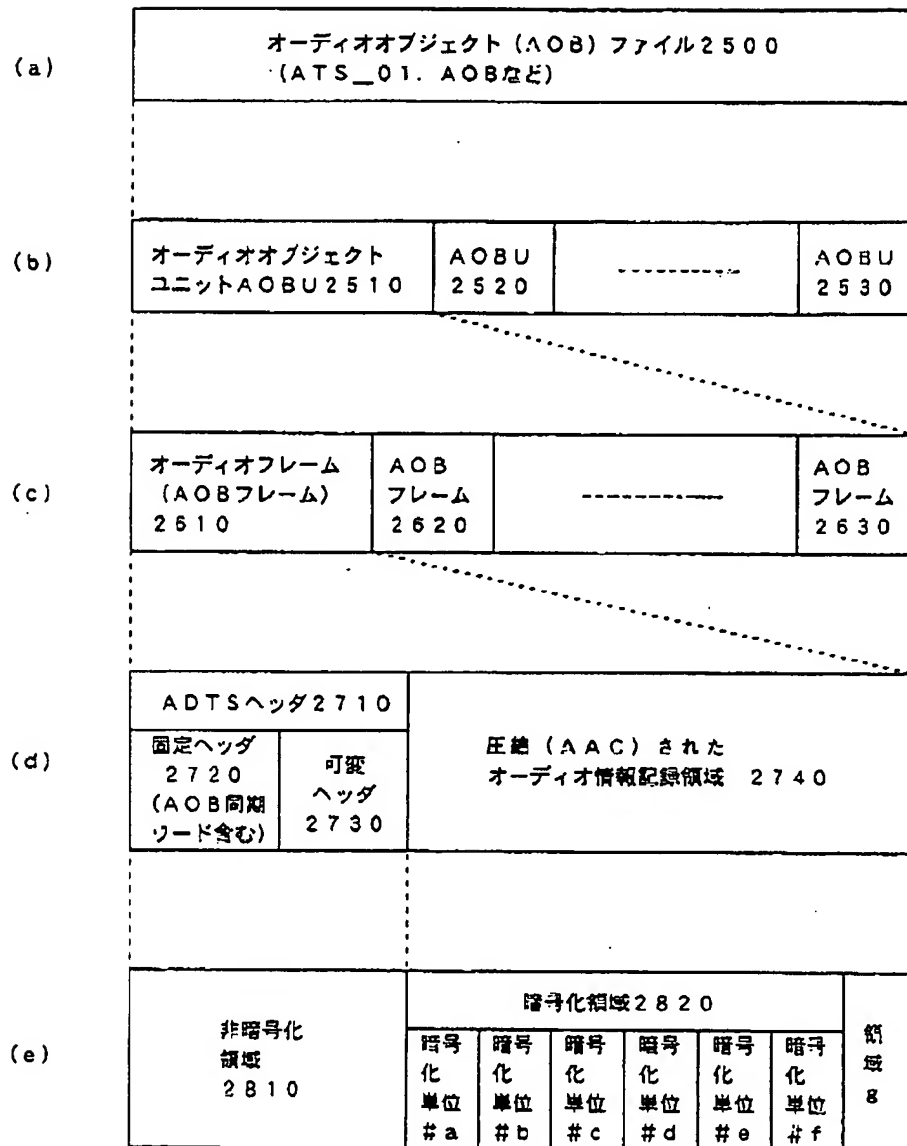 (a)
オーディオオブジェクト(AOB)ファイル2500
(ATS_01. AOBなど)
(b)
オーディオオブジェクト
ユニットAOBU2510
AOBU
2520
AOBU
2530
(c)
オーディオフレーム
(AOBフレーム)
2610
AOB
フレーム
2620
AOB
フレーム
2630
(d)
ADTSヘッダ2710
固定ヘッダ
2720
(AOB同期
ワード含む)
可変
ヘッダ
2730
圧縮(AAC)された
オーディオ情報記録領域 2740
(e)
非暗号化
領域
2810
暗号化領域2820
暗号
化
単位
#a
暗号
化
単位
#b
暗号
化
単位
#c
暗号
化
単位
#d
暗号
化
単位
#e
暗号
化
単位
#f
領
域
g